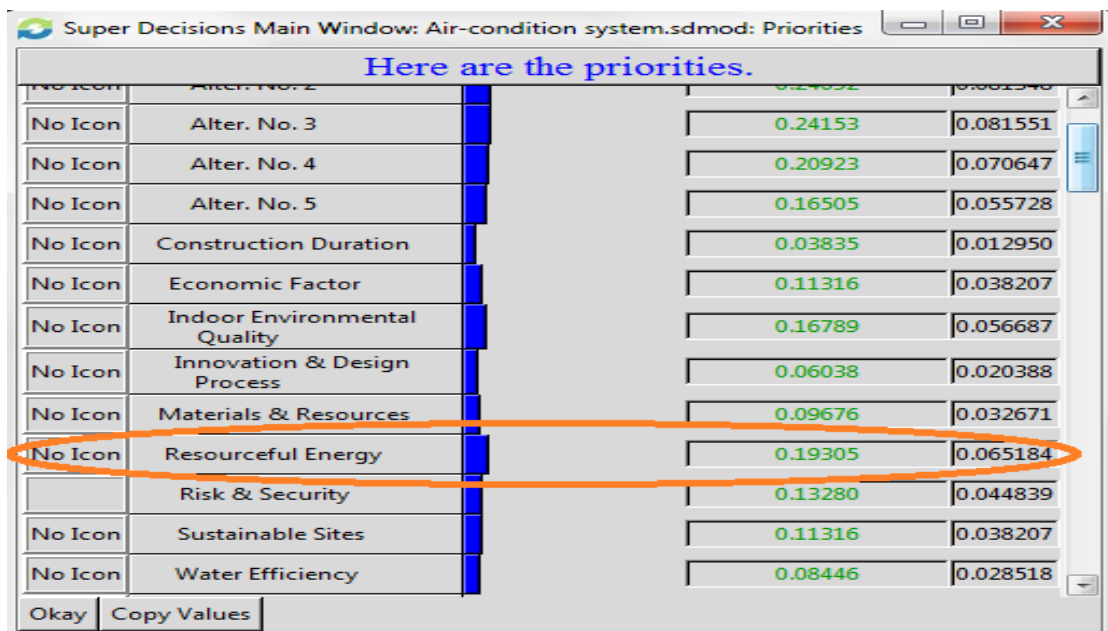 Super Decisions Main Window: Air-condition system.sdmod: Priorities
Here are the priorities.
No Icon Alter. No. 2
No Icon Alter. No. 3 0.24153 0.081551
No Icon Alter. No. 4 0.20923 0.070647
No Icon Alter. No. 5 0.16505 0.055728
No Icon Construction Duration 0.03835 0.012950
No Icon Economic Factor 0.11316 0.038207
No Icon Indoor Environmental Quality 0.16789 0.056687
No Icon Innovation & Design Process 0.06038 0.020388
No Icon Materials & Resources 0.09676 0.032671
No Icon Resourceful Energy 0.19305 0.065184
Risk & Security 0.13280 0.044839
No Icon Sustainable Sites 0.11316 0.038207
No Icon Water Efficiency 0.08446 0.028518
Okay Copy Values